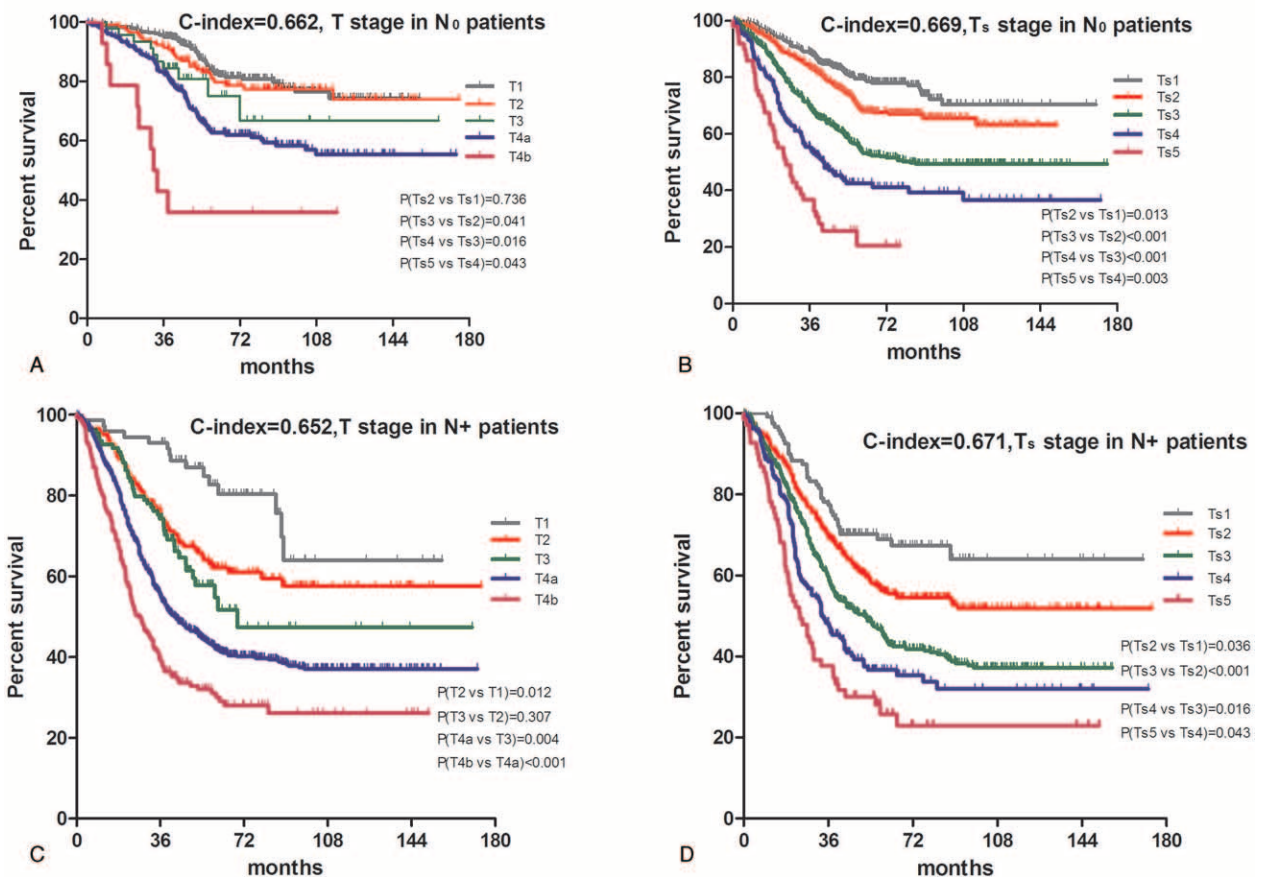 C-index=0.662, T stage in N0 patients
Percent survival
100
80
60
40
20
0
T1
T2
T3
T4a
T4b
P(Ts2 vs Ts1)=0.736
P(Ts3 vs Ts2)=0.041
P(Ts4 vs Ts3)=0.016
P(Ts5 vs Ts4)=0.043
0 36 72 108 144 180
months
A
C-index=0.669,Ts stage in N0 patients
Percent survival
100
80
60
40
20
0
Ts1
Ts2
Ts3
Ts4
Ts5
P(Ts2 vs Ts1)=0.013
P(Ts3 vs Ts2)<0.001
P(Ts4 vs Ts3)<0.001
P(Ts5 vs Ts4)=0.003
0 36 72 108 144 180
months
B
C-index=0.652,T stage in N+ patients
Percent survival
100
80
60
40
20
0
T1
T2
T3
T4a
T4b
P(T2 vs T1)=0.012
P(T3 vs T2)=0.307
P(T4a vs T3)=0.004
P(T4b vs T4a)<0.001
0 36 72 108 144 180
months
C
C-index=0.671,Ts stage in N+ patients
Percent survival
100
80
60
40
20
0
Ts1
Ts2
Ts3
Ts4
Ts5
P(Ts2 vs Ts1)=0.036
P(Ts3 vs Ts2)<0.001
P(Ts4 vs Ts3)=0.016
P(Ts5 vs Ts4)=0.043
0 36 72 108 144 180
months
D